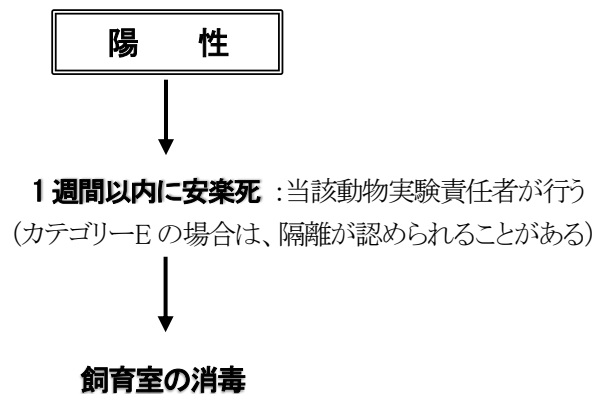 陽　性
1 週間以内に安楽死 ：当該動物実験責任者が行う
（カテゴリーE の場合は、隔離が認められることがある）
飼育室の消毒